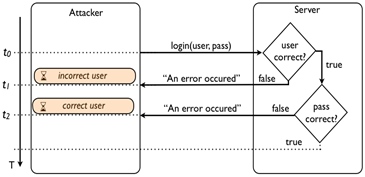 Attacker
Server
t0
login(user, pass)
user
correct?
true
incorrect user
t1
"An error occured"
false
correct user
t2
"An error occured"
false
pass
correct?
true
T